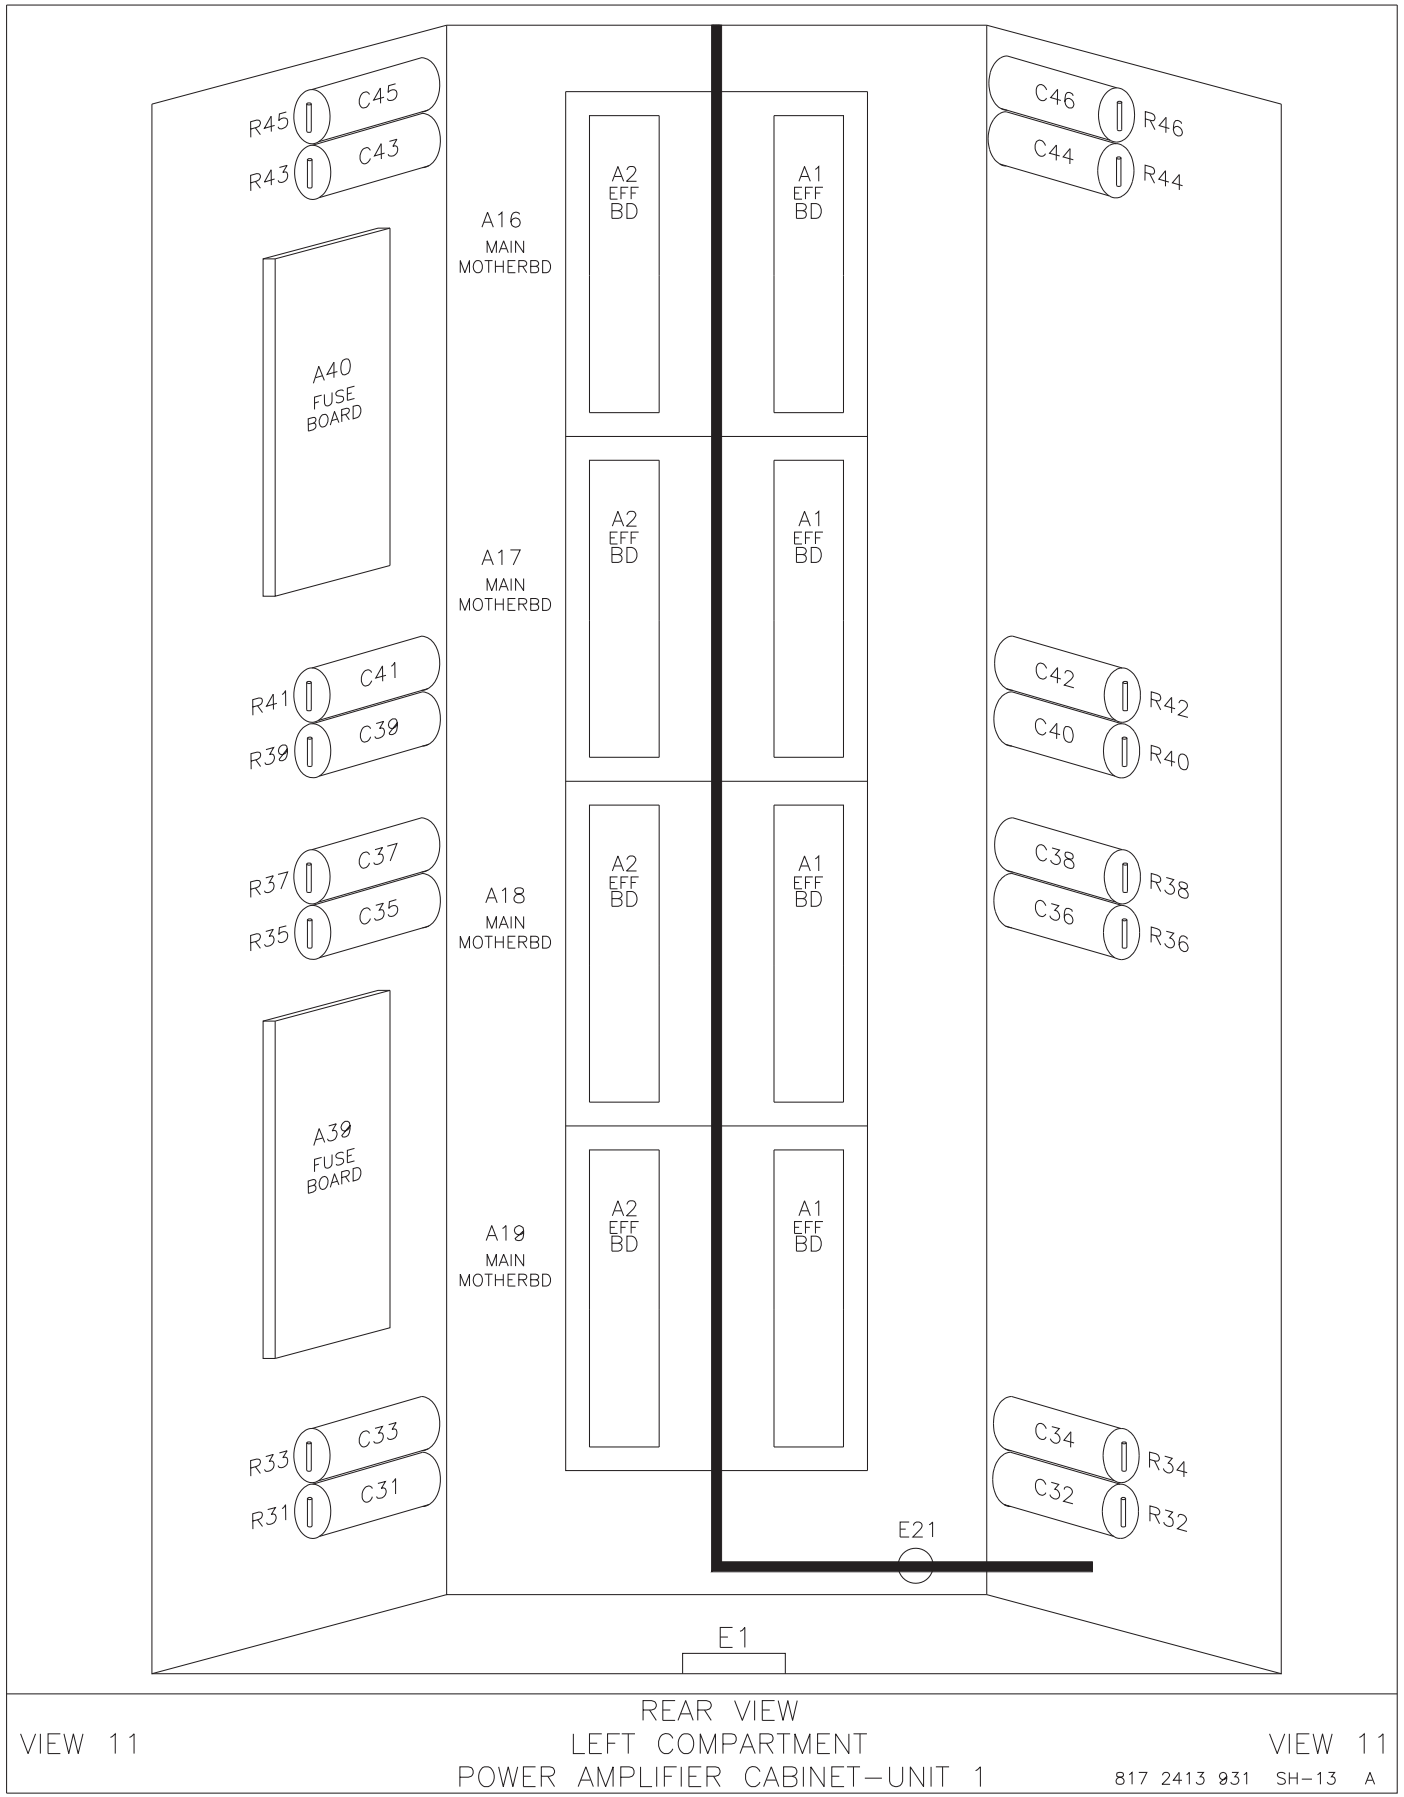 R45 C45
R43 C43
C46 R46
C44 R44
A16
MAIN
MOTHERBD
A2
EFF
BD
A1
EFF
BD
A40
FUSE
BOARD
A17
MAIN
MOTHERBD
A2
EFF
BD
A1
EFF
BD
R41 C41
R39 C39
C42 R42
C40 R40
R37 C37
R35 C35
A18
MAIN
MOTHERBD
A2
EFF
BD
A1
EFF
BD
C38 R38
C36 R36
A39
FUSE
BOARD
A19
MAIN
MOTHERBD
A2
EFF
BD
A1
EFF
BD
R33 C33
R31 C31
C34 R34
C32 R32
E21
E1
REAR VIEW
VIEW 11 LEFT COMPARTMENT VIEW 11
POWER AMPLIFIER CABINET-UNIT 1 817 2413 931 SH-13 A